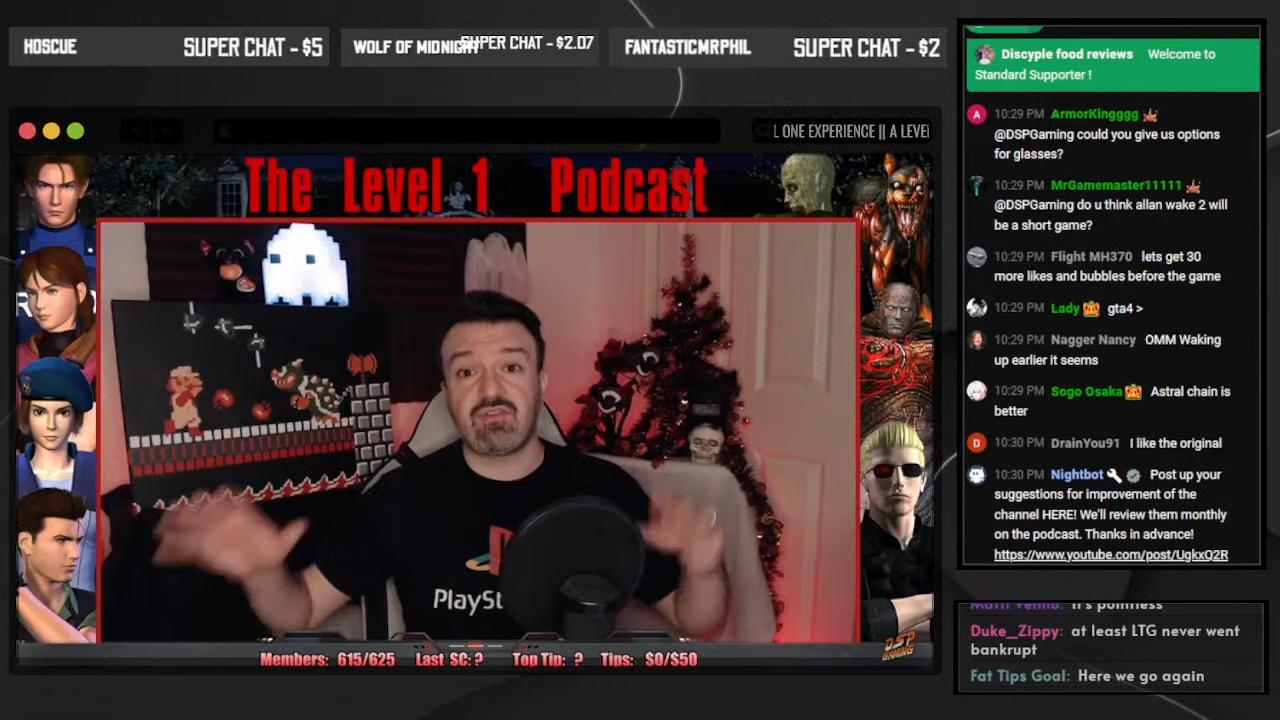 HOSCUE
SUPER CHAT - $5
WOLF OF MIDNIGHT
SUPER CHAT - $2.07
FANTASTICMRPHIL
SUPER CHAT - $2
L ONE EXPERIENCE || A LEVE
The Level 1 Podcast
PlaySt
Members: 615/625 Last SC: ? Top Tip: ? Tips: $0/$50
DSP
GAMING
Discyple food reviews Welcome to
Standard Supporter !
10:29 PM ArmorKingggg
@DSPGaming could you give us options
for glasses?
10:29 PM MrGamemaster11111
@DSPGaming do u think allan wake 2 will
be a short game?
10:29 PM Flight MH370 lets get 30
more likes and bubbles before the game
10:29 PM Lady gta4 >
10:29 PM Nagger Nancy OMM Waking
up earlier it seems
10:29 PM Sogo Osaka Astral chain is
better
10:30 PM DrainYou91 I like the original
10:30 PM Nightbot Post up your
suggestions for improvement of the
channel HERE! We'll review them monthly
on the podcast. Thanks in advance!
https://www.youtube.com/post/UgkxQ2R
it's pointless
Duke_Zippy: at least LTG never went
bankrupt
Fat Tips Goal: Here we go again